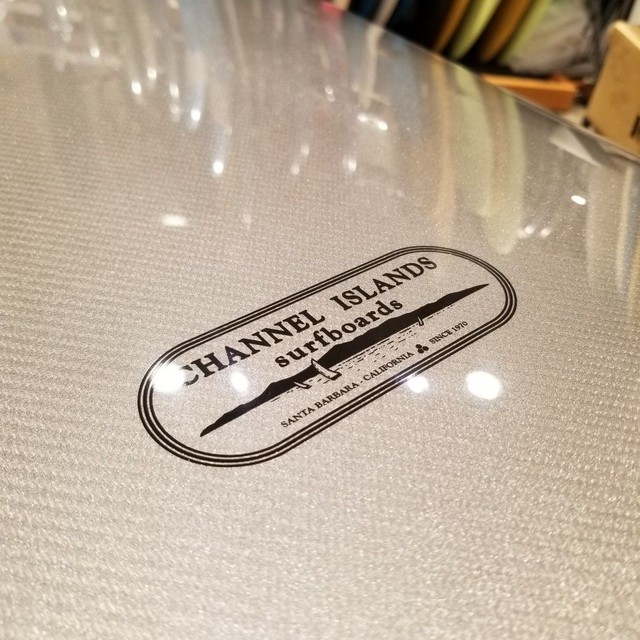 CHANNEL ISLANDS
surfboards
SANTA BARBARA - CALIFORNIA ♣ SINCE 1970